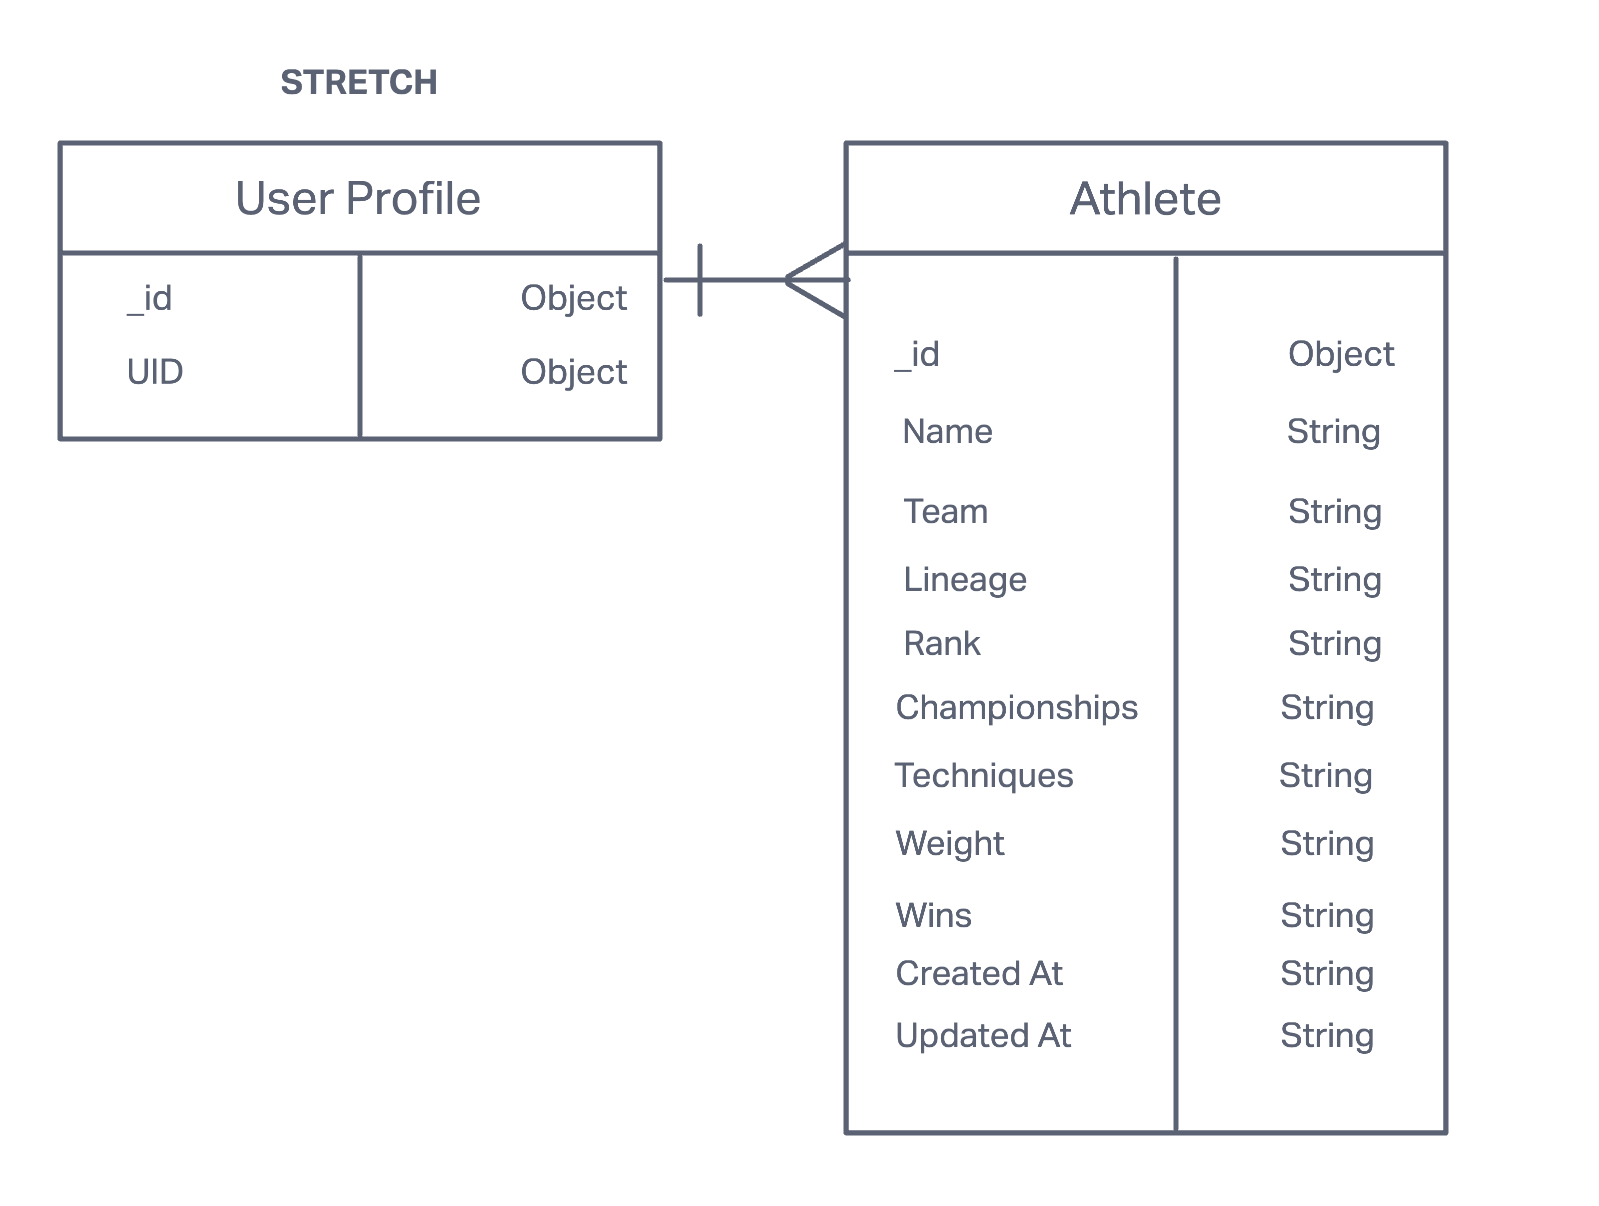 STRETCH
User Profile
_id Object
UID Object
Athlete
_id Object
Name String
Team String
Lineage String
Rank String
Championships String
Techniques String
Weight String
Wins String
Created At String
Updated At String